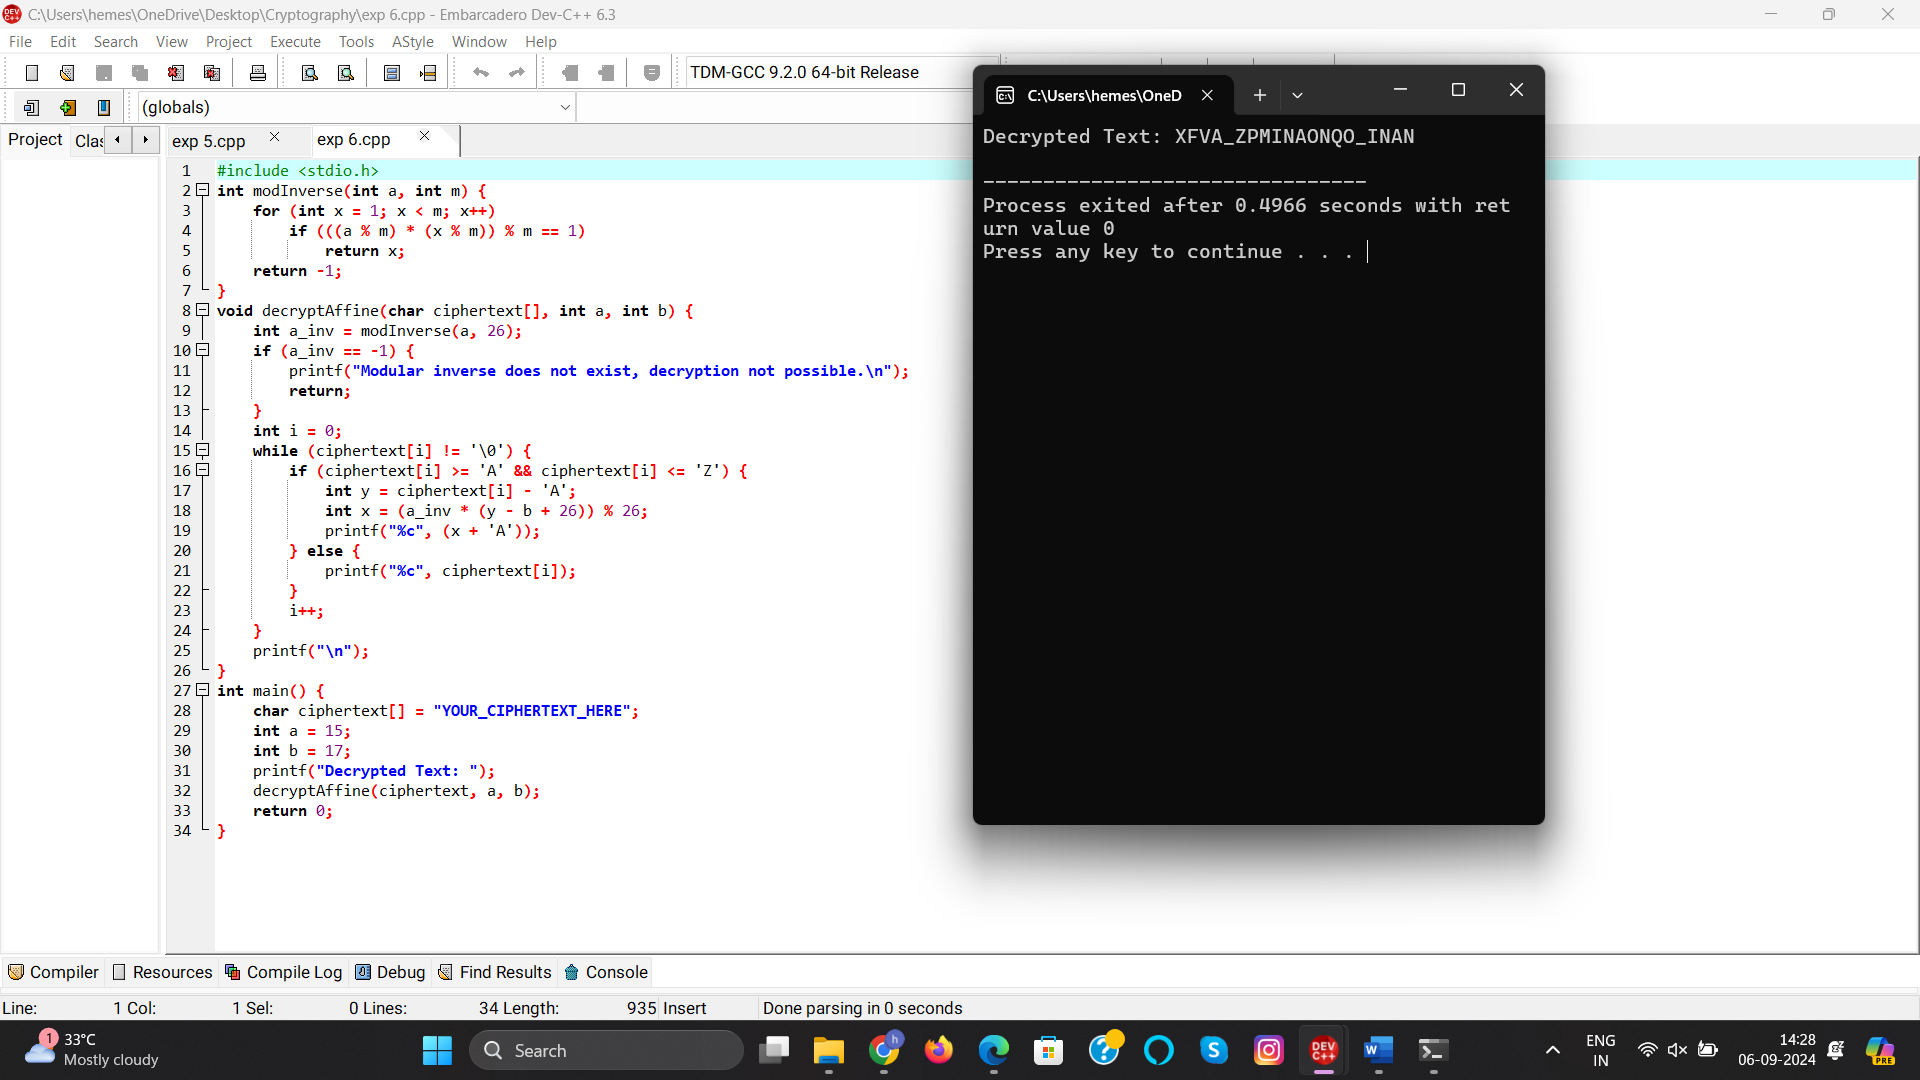 C:\Users\hemes\OneDrive\Desktop\Cryptography\exp 6.cpp - Embarcadero Dev-C++ 6.3
File Edit Search View Project Execute Tools AStyle Window Help
TDM-GCC 9.2.0 64-bit Release
(globals)
Project Clas
exp 5.cpp exp 6.cpp
1 #include <stdio.h>
2 int modInverse(int a, int m) {
3     for (int x = 1; x < m; x++)
4         if (((a % m) * (x % m)) % m == 1)
5             return x;
6     return -1;
7 }
8 void decryptAffine(char ciphertext[], int a, int b) {
9     int a_inv = modInverse(a, 26);
10     if (a_inv == -1) {
11         printf("Modular inverse does not exist, decryption not possible.\n");
12         return;
13     }
14     int i = 0;
15     while (ciphertext[i] != '\0') {
16         if (ciphertext[i] >= 'A' && ciphertext[i] <= 'Z') {
17             int y = ciphertext[i] - 'A';
18             int x = (a_inv * (y - b + 26)) % 26;
19             printf("%c", (x + 'A'));
20         } else {
21             printf("%c", ciphertext[i]);
22         }
23         i++;
24     }
25     printf("\n");
26 }
27 int main() {
28     char ciphertext[] = "YOUR_CIPHERTEXT_HERE";
29     int a = 15;
30     int b = 17;
31     printf("Decrypted Text: ");
32     decryptAffine(ciphertext, a, b);
33     return 0;
34 }
C:\Users\hemes\OneD
Decrypted Text: XFVA_ZPMINAONQO_INAN
--------------------------------
Process exited after 0.4966 seconds with ret
urn value 0
Press any key to continue . . .
Compiler Resources Compile Log Debug Find Results Console
Line: 1 Col: 1 Sel: 0 Lines: 34 Length: 935 Insert Done parsing in 0 seconds
1 33°C
Mostly cloudy
Search
h
DEV C++
ENG
IN
14:28
06-09-2024
PRE